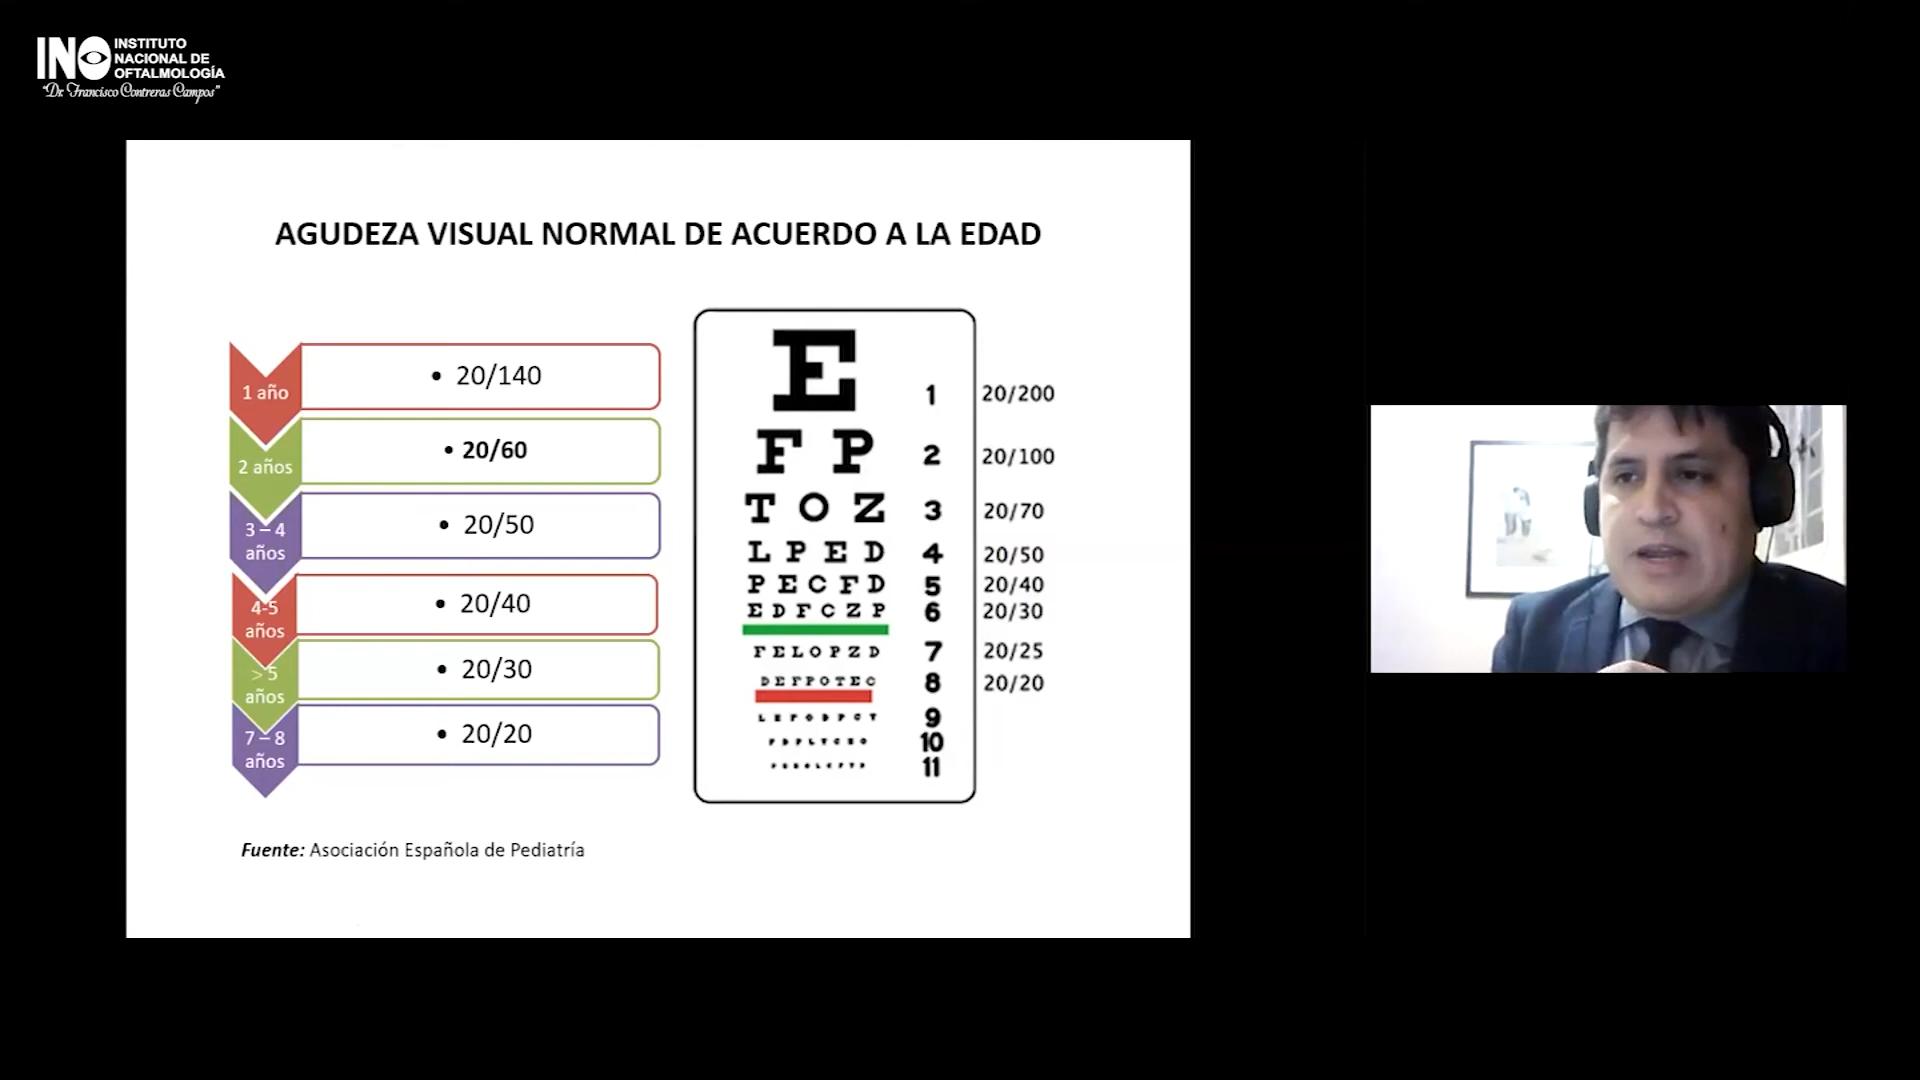 INO INSTITUTO
NACIONAL DE
OFTALMOLOGÍA
"Dr. Francisco Contreras Campos"
AGUDEZA VISUAL NORMAL DE ACUERDO A LA EDAD
1 año
• 20/140
2 años
• 20/60
3 – 4
años
• 20/50
4-5
años
• 20/40
> 5
años
• 20/30
7 – 8
años
• 20/20
E 1 20/200
F P 2 20/100
T O Z 3 20/70
L P E D 4 20/50
P E C F D 5 20/40
E D F C Z P 6 20/30
F E L O P Z D 7 20/25
D E F P O T E C 8 20/20
9
10
11
Fuente: Asociación Española de Pediatría